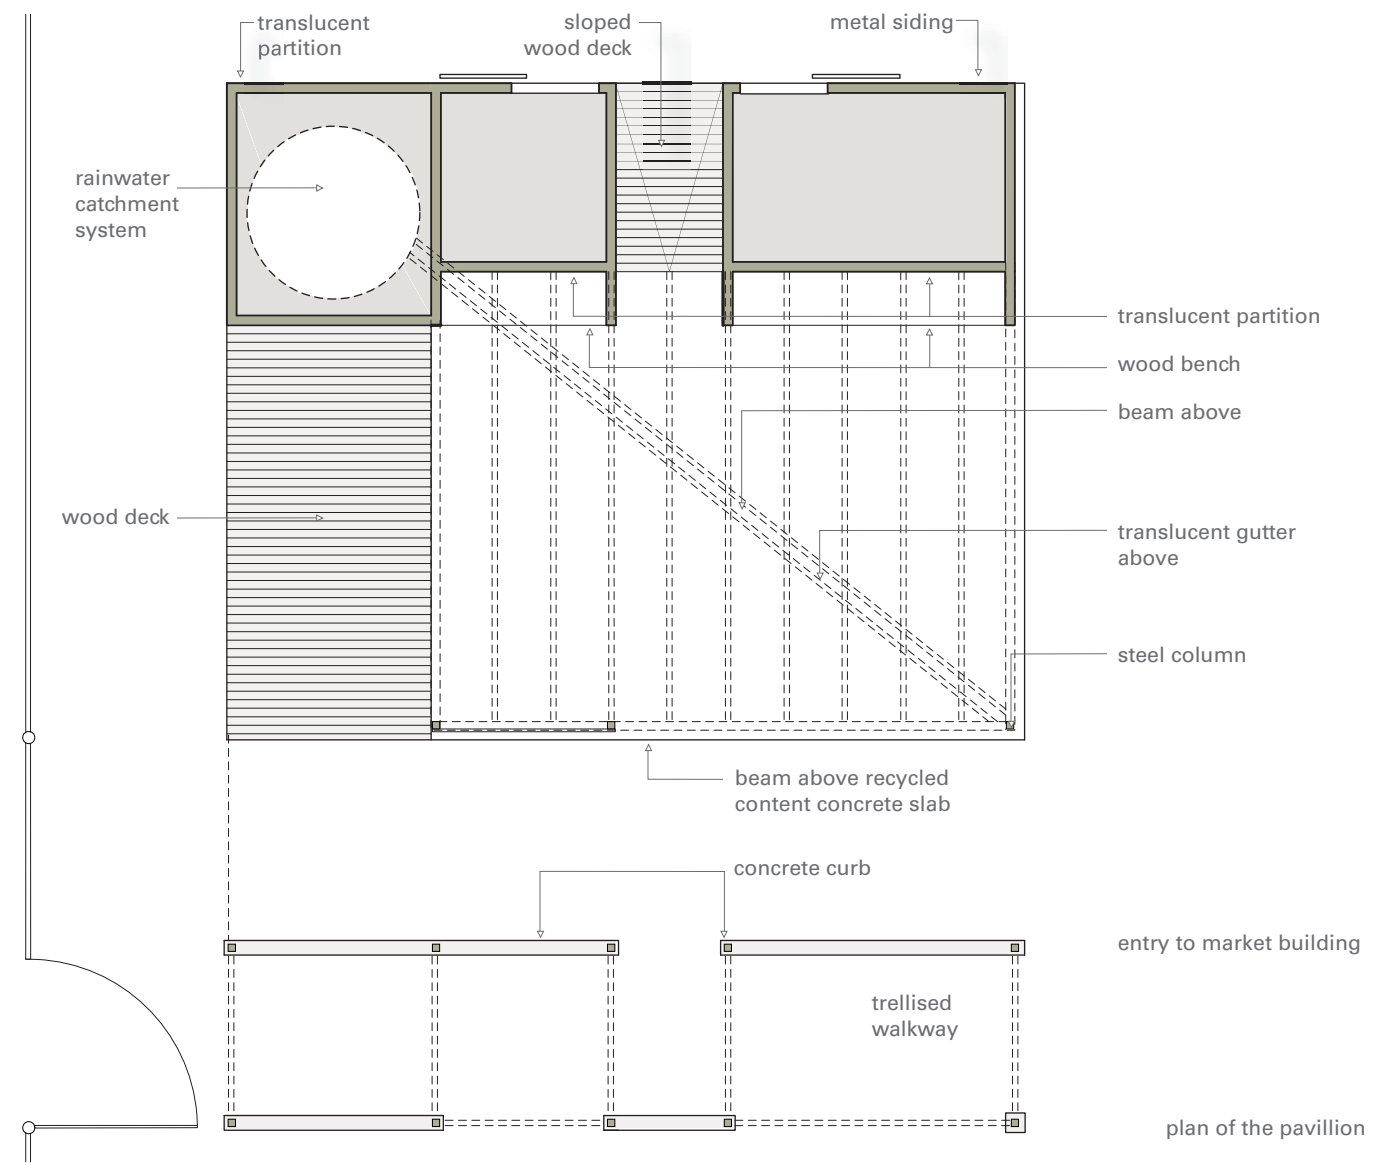 translucent
partition
sloped
wood deck
metal siding
rainwater
catchment
system
translucent partition
wood bench
beam above
wood deck
translucent gutter
above
steel column
beam above recycled
content concrete slab
concrete curb
entry to market building
trellised
walkway
plan of the pavillion